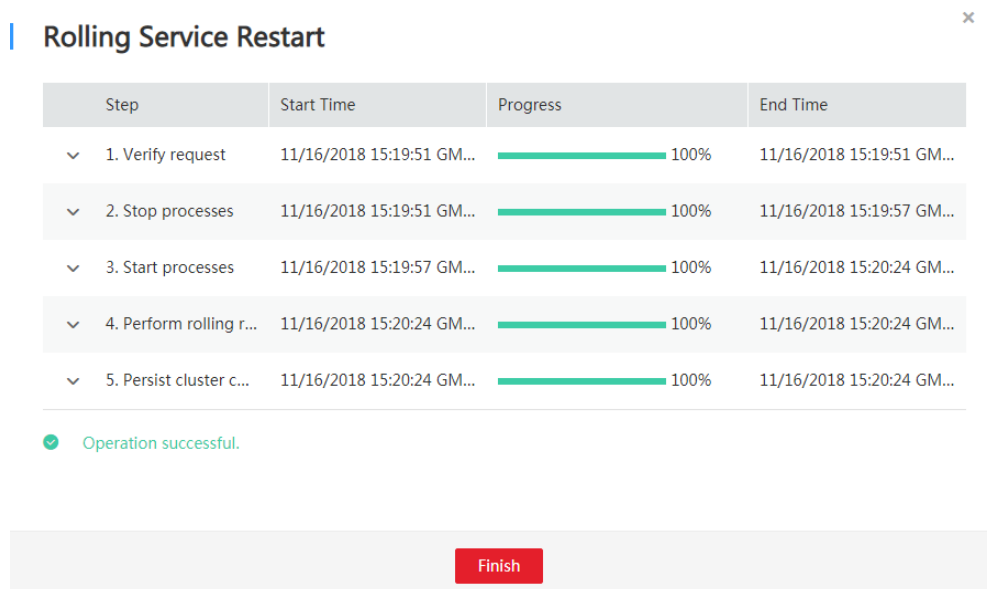 Rolling Service Restart
Step Start Time Progress End Time
1. Verify request 11/16/2018 15:19:51 GM... 100% 11/16/2018 15:19:51 GM...
2. Stop processes 11/16/2018 15:19:51 GM... 100% 11/16/2018 15:19:57 GM...
3. Start processes 11/16/2018 15:19:57 GM... 100% 11/16/2018 15:20:24 GM...
4. Perform rolling r... 11/16/2018 15:20:24 GM... 100% 11/16/2018 15:20:24 GM...
5. Persist cluster c... 11/16/2018 15:20:24 GM... 100% 11/16/2018 15:20:24 GM...
Operation successful.
Finish